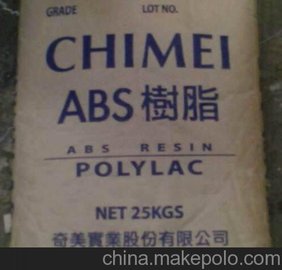 GRADE LOT NO.
CHIMEI
ABS 樹脂
ABS RESIN
POLYLAC
NET 25KGS
奇美實業股份有限公司
china.makepolo.com